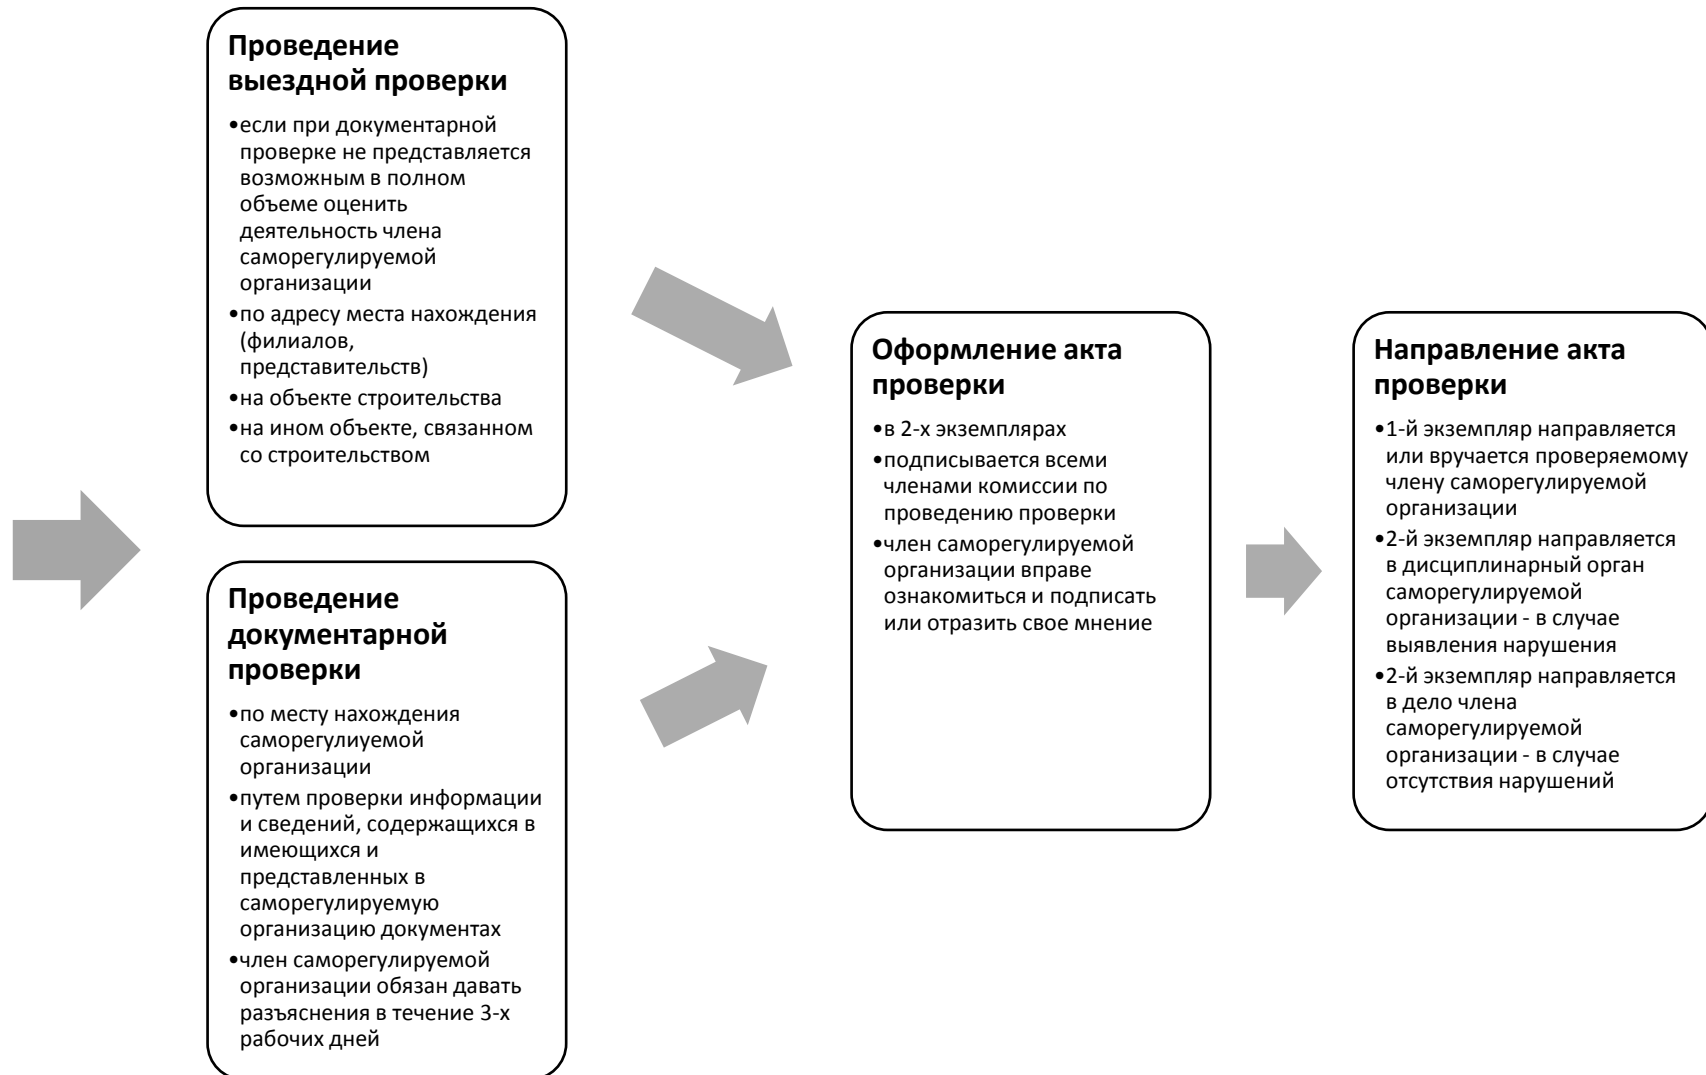 Проведение
выездной проверки
•если при документарной
проверке не представляется
возможным в полном
объеме оценить
деятельность члена
саморегулируемой
организации
•по адресу места нахождения
(филиалов,
представительств)
•на объекте строительства
•на ином объекте, связанном
со строительством
Проведение
документарной
проверки
•по месту нахождения
саморегулиуемой
организации
•путем проверки информации
и сведений, содержащихся в
имеющихся и
представленных в
саморегулируемую
организацию документах
•член саморегулируемой
организации обязан давать
разъяснения в течение 3-х
рабочих дней
Оформление акта
проверки
•в 2-х экземплярах
•подписывается всеми
членами комиссии по
проведению проверки
•член саморегулируемой
организации вправе
ознакомиться и подписать
или отразить свое мнение
Направление акта
проверки
•1-й экземпляр направляется
или вручается проверяемому
члену саморегулируемой
организации
•2-й экземпляр направляется
в дисциплинарный орган
саморегулируемой
организации - в случае
выявления нарушения
•2-й экземпляр направляется
в дело члена
саморегулируемой
организации - в случае
отсутствия нарушений